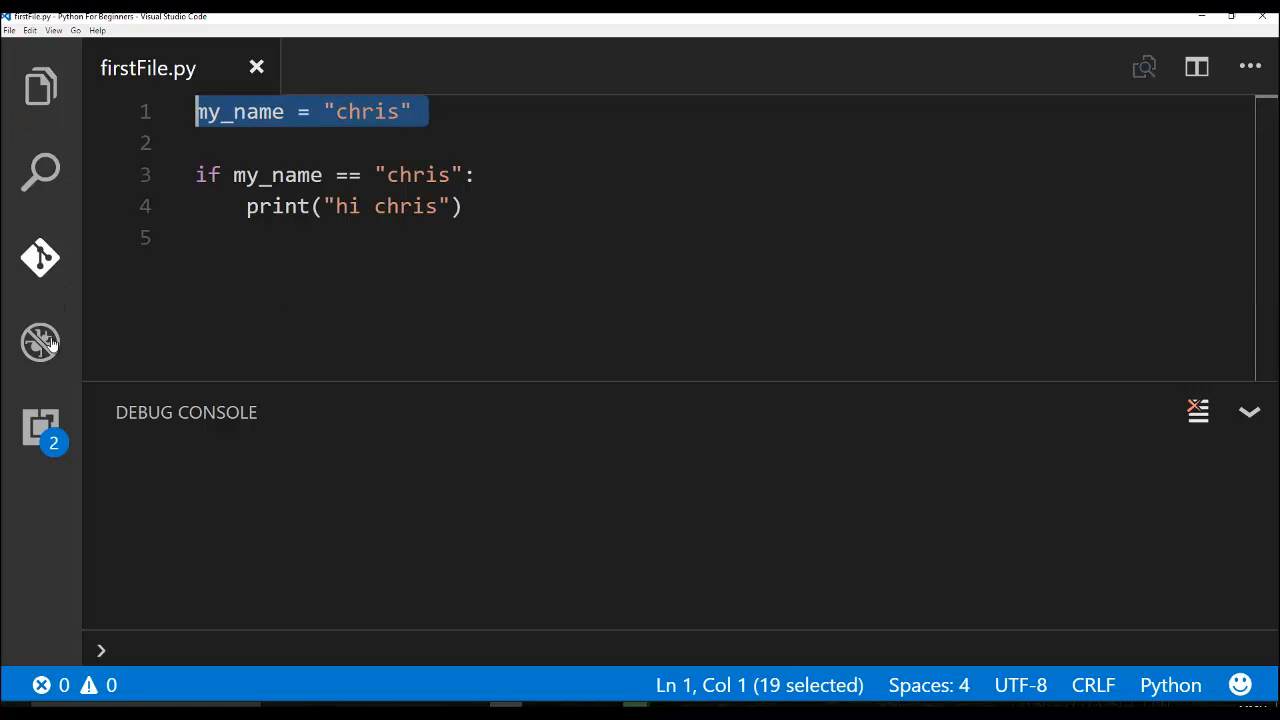 firstFile.py - Python For Beginners - Visual Studio Code
File Edit View Go Help
firstFile.py
1 my_name = "chris"
2
3 if my_name == "chris":
4     print("hi chris")
5
2
DEBUG CONSOLE
0 0 Ln 1, Col 1 (19 selected) Spaces: 4 UTF-8 CRLF Python